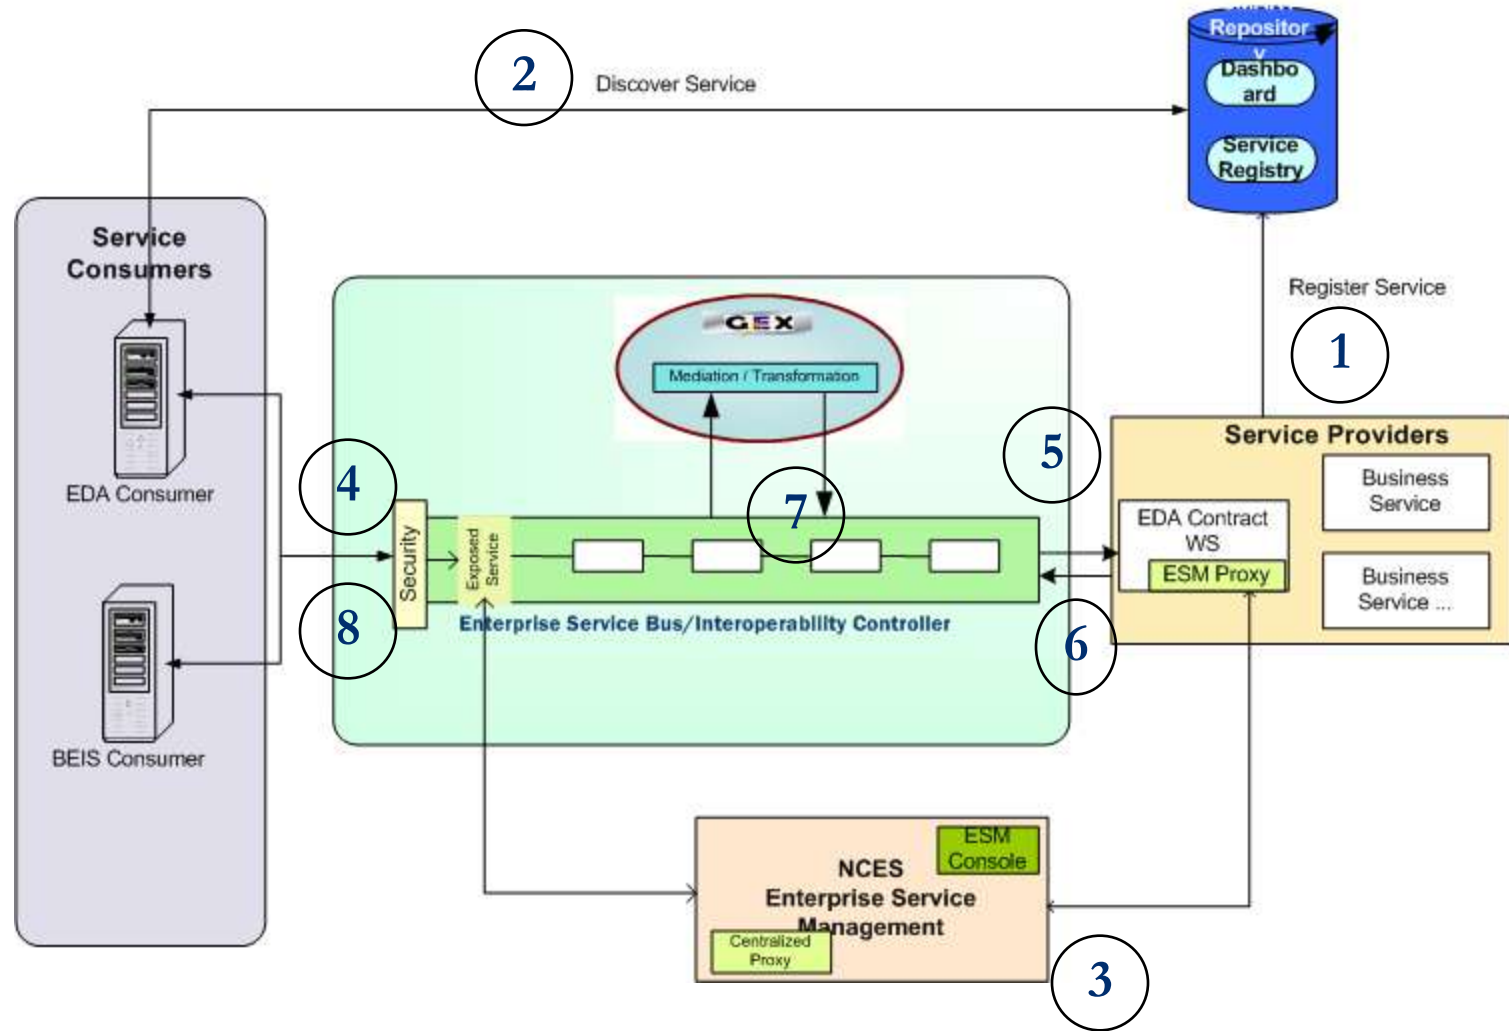 Repositor
y
Dashbo
ard
Service
Registry
2
Discover Service
Service
Consumers
EDA Consumer
BEIS Consumer
GEX
Mediation / Transformation
Register Service
1
4
8
Security
Exposed
Service
7
Enterprise Service Bus/Interoperability Controller
5
6
Service Providers
EDA Contract
WS
ESM Proxy
Business
Service
Business
Service ...
ESM
Console
NCES
Enterprise Service
Management
Centralized
Proxy
3